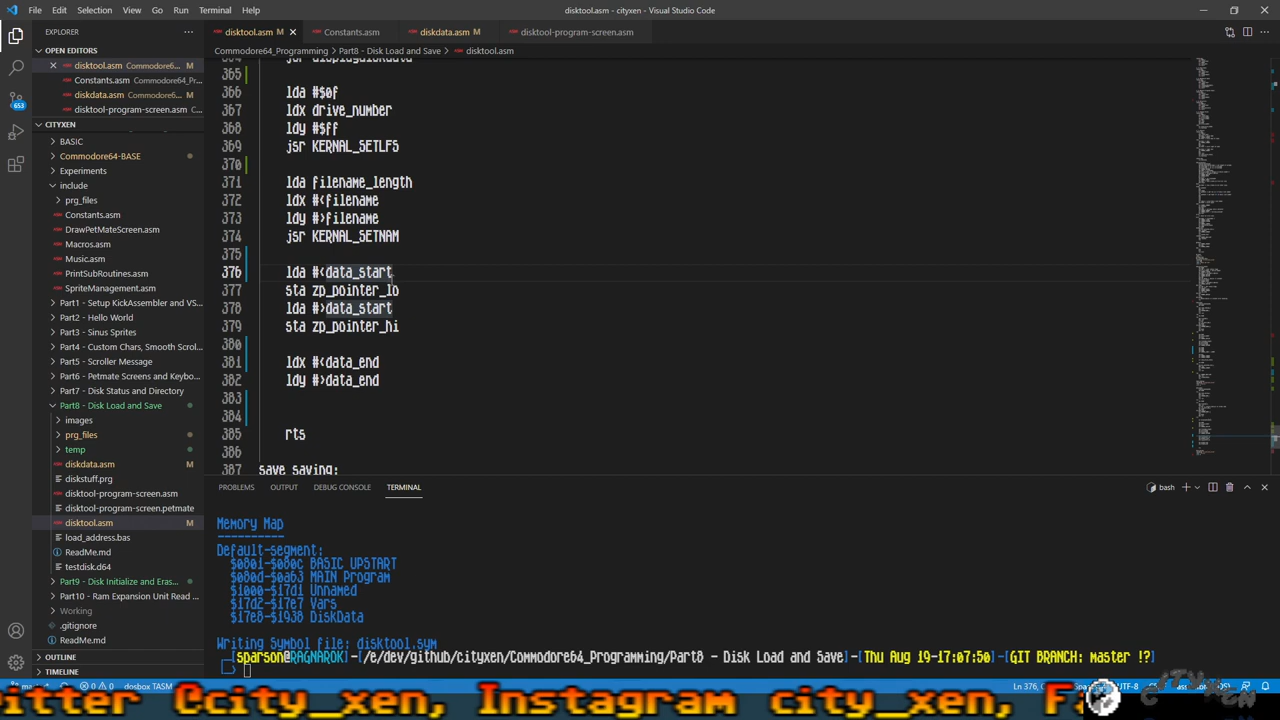 File Edit Selection View Go Run Terminal Help
disktool.asm - Visual Studio Code
EXPLORER
disktool.asm M
Constants.asm
diskdata.asm M
disktool-program-screen.asm
Commodore64_Programming > Part8 - Disk Load and Save > disktool.asm
OPEN EDITORS
disktool.asm Commodore6... M
Constants.asm Commodore64_Pr...
diskdata.asm Commodore6... M
disktool-program-screen.asm C...
CITYXEN
BASIC
Commodore64-BASE
Experiments
include
prg_files
Constants.asm
DrawPetMateScreen.asm
Macros.asm
Music.asm
PrintSubRoutines.asm
SpriteManagement.asm
Part1 - Setup KickAssembler and VS...
Part2 - Hello World
Part3 - Sinus Sprites
Part4 - Custom Chars, Smooth Scrol...
Part5 - Scroller Message
Part6 - Petmate Screens and Keybo...
Part7 - Disk Status and Directory
Part8 - Disk Load and Save
images
prg_files
temp
diskdata.asm M
diskstuff.prg
disktool-program-screen.asm
disktool-program-screen.petmate
disktool.asm M
load_address.bas
ReadMe.md
testdisk.d64
Part9 - Disk Initialize and Eras...
Part10 - Ram Expansion Unit Read ...
Working
.gitignore
ReadMe.md
OUTLINE
TIMELINE
653
364 jsr displaydiskdata
365
366 lda #$0f
367 ldx drive_number
368 ldy #$ff
369 jsr KERNAL_SETLFS
370
371 lda filename_length
372 ldx #<filename
373 ldy #>filename
374 jsr KERNAL_SETNAM
375
376 lda #<data_start
377 sta zp_pointer_lo
378 lda #>data_start
379 sta zp_pointer_hi
380
381 ldx #<data_end
382 ldy #>data_end
383
384
385 rts
386
387 save_saving:
PROBLEMS OUTPUT DEBUG CONSOLE TERMINAL
bash
Memory Map
----------
Default-segment:
$0801-$080c BASIC UPSTART
$080d-$0a63 MAIN Program
$1000-$17d1 Unnamed
$17d2-$17e7 Vars
$17e8-$1938 DiskData
Writing Symbol file: disktool.sym
[sparson@RAGNAROK]-[/e/dev/github/cityxen/Commodore64_Programming/Part8 - Disk Load and Save]-[Thu Aug 19-17:07:50]-[GIT BRANCH: master !?]
master* 0 0 dosbox TASM
Ln 376, UTF-8
itter @city_xen, Instagram city_xen, Fa